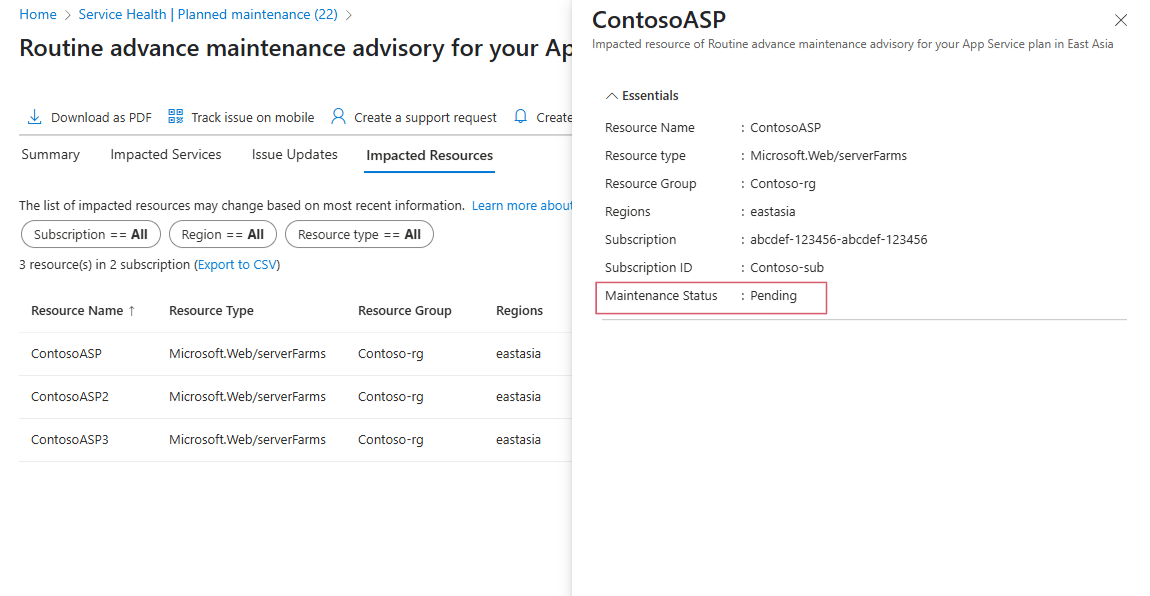 Home > Service Health | Planned maintenance (22) >
Routine advance maintenance advisory for your Ap
Download as PDF Track issue on mobile Create a support request Create
Summary Impacted Services Issue Updates Impacted Resources
The list of impacted resources may change based on most recent information. Learn more about
Subscription == All Region == All Resource type == All
3 resource(s) in 2 subscription (Export to CSV)
Resource Name ↑ Resource Type Resource Group Regions
ContosoASP Microsoft.Web/serverFarms Contoso-rg eastasia
ContosoASP2 Microsoft.Web/serverFarms Contoso-rg eastasia
ContosoASP3 Microsoft.Web/serverFarms Contoso-rg eastasia
ContosoASP
Impacted resource of Routine advance maintenance advisory for your App Service plan in East Asia
Essentials
Resource Name : ContosoASP
Resource type : Microsoft.Web/serverFarms
Resource Group : Contoso-rg
Regions : eastasia
Subscription : abcdef-123456-abcdef-123456
Subscription ID : Contoso-sub
Maintenance Status : Pending